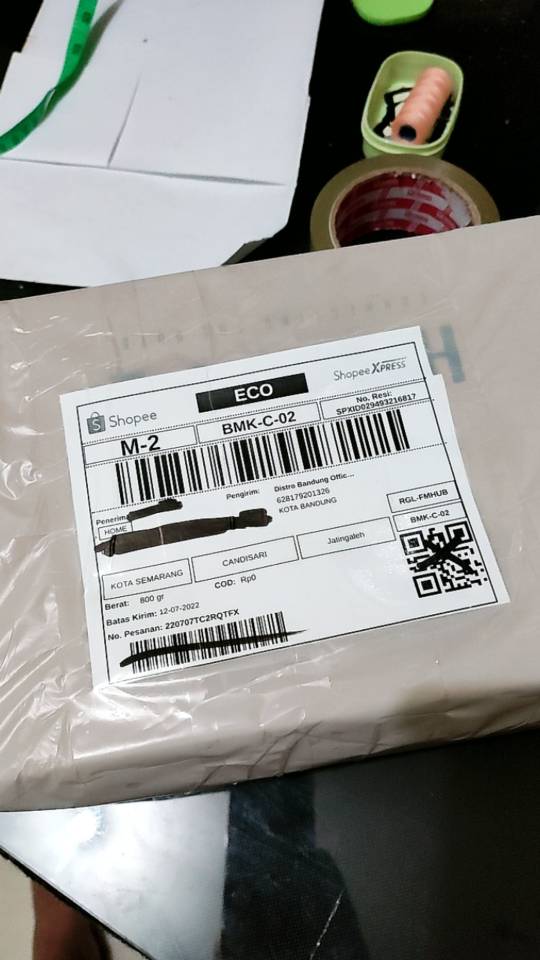 ECO
Shopee XPRESS
Shopee
M-2
BMK-C-02
No. Resi:
SPXID029493216817
Penerima
HOME
Pengirim: Distro Bandung Offic...
628179201326
KOTA BANDUNG
RGL-FMHUB
BMK-C-02
KOTA SEMARANG
CANDISARI
Jatingaleh
Berat: 800 gr
COD: Rp0
Batas Kirim: 12-07-2022
No. Pesanan: 220707TC2RQTFX